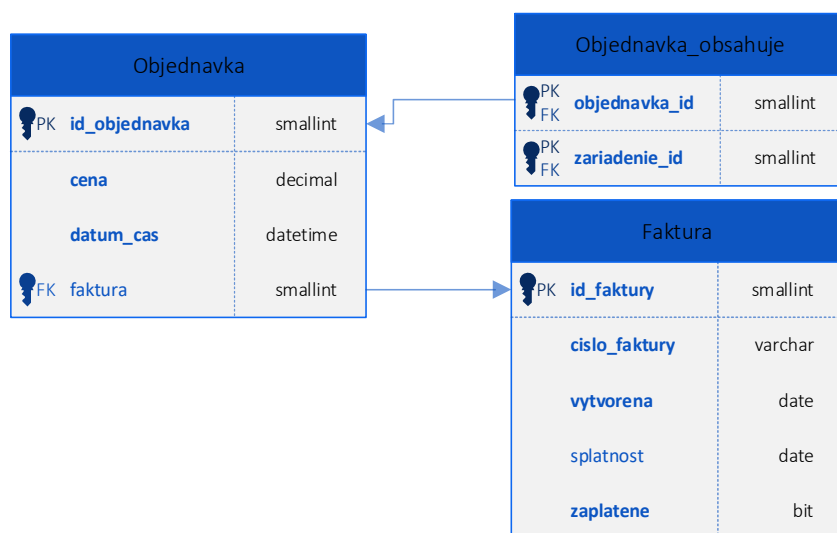 Objednavka
PK id_objednavka smallint
cena decimal
datum_cas datetime
FK faktura smallint
Objednavka_obsahuje
PK
FK objednavka_id smallint
PK
FK zariadenie_id smallint
Faktura
PK id_faktury smallint
cislo_faktury varchar
vytvorena date
splatnost date
zaplatene bit